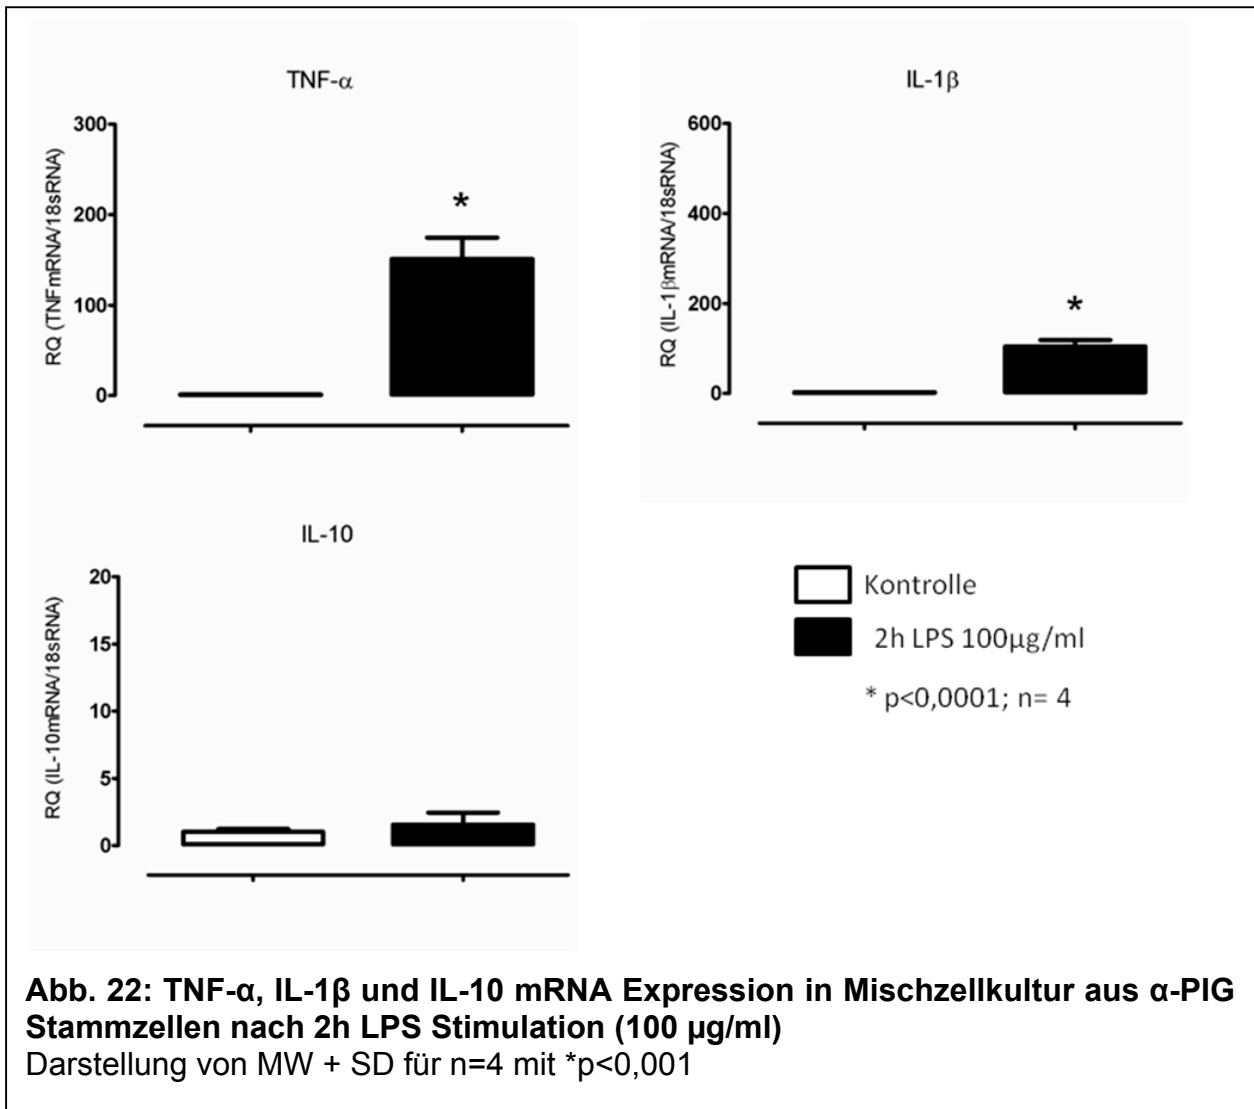 TNF-α
300
200
100
0
RQ (TNFmRNA/18sRNA)
*
IL-1β
600
400
200
0
RQ (IL-1βmRNA/18sRNA)
*
IL-10
20
15
10
5
0
RQ (IL-10mRNA/18sRNA)
Kontrolle
2h LPS 100µg/ml
* p<0,0001; n= 4
Abb. 22: TNF-α, IL-1β und IL-10 mRNA Expression in Mischzellkultur aus α-PIG
Stammzellen nach 2h LPS Stimulation (100 µg/ml)
Darstellung von MW + SD für n=4 mit *p<0,001